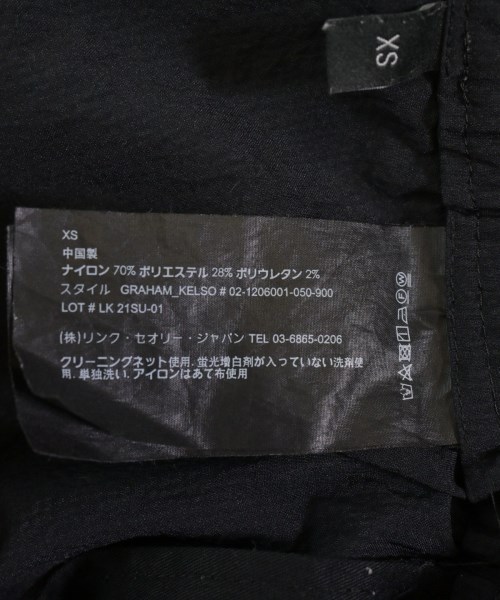 XS
XS
中国製
ナイロン 70% ポリエステル 28% ポリウレタン 2%
スタイル GRAHAM_KELSO # 02-1206001-050-900
LOT # LK 21SU-01
(株)リンク・セオリー・ジャパン TEL 03-6865-0206
クリーニングネット使用. 蛍光増白剤が入っていない洗剤使
用. 単独洗い. アイロンはあて布使用